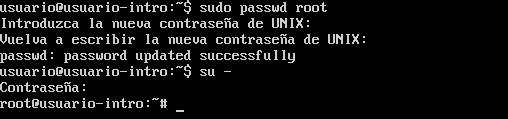 usuario@usuario-intro:~$ sudo passwd root
Introduzca la nueva contraseña de UNIX:
Vuelva a escribir la nueva contraseña de UNIX:
passwd: password updated successfully
usuario@usuario-intro:~$ su -
Contraseña:
root@usuario-intro:~# _